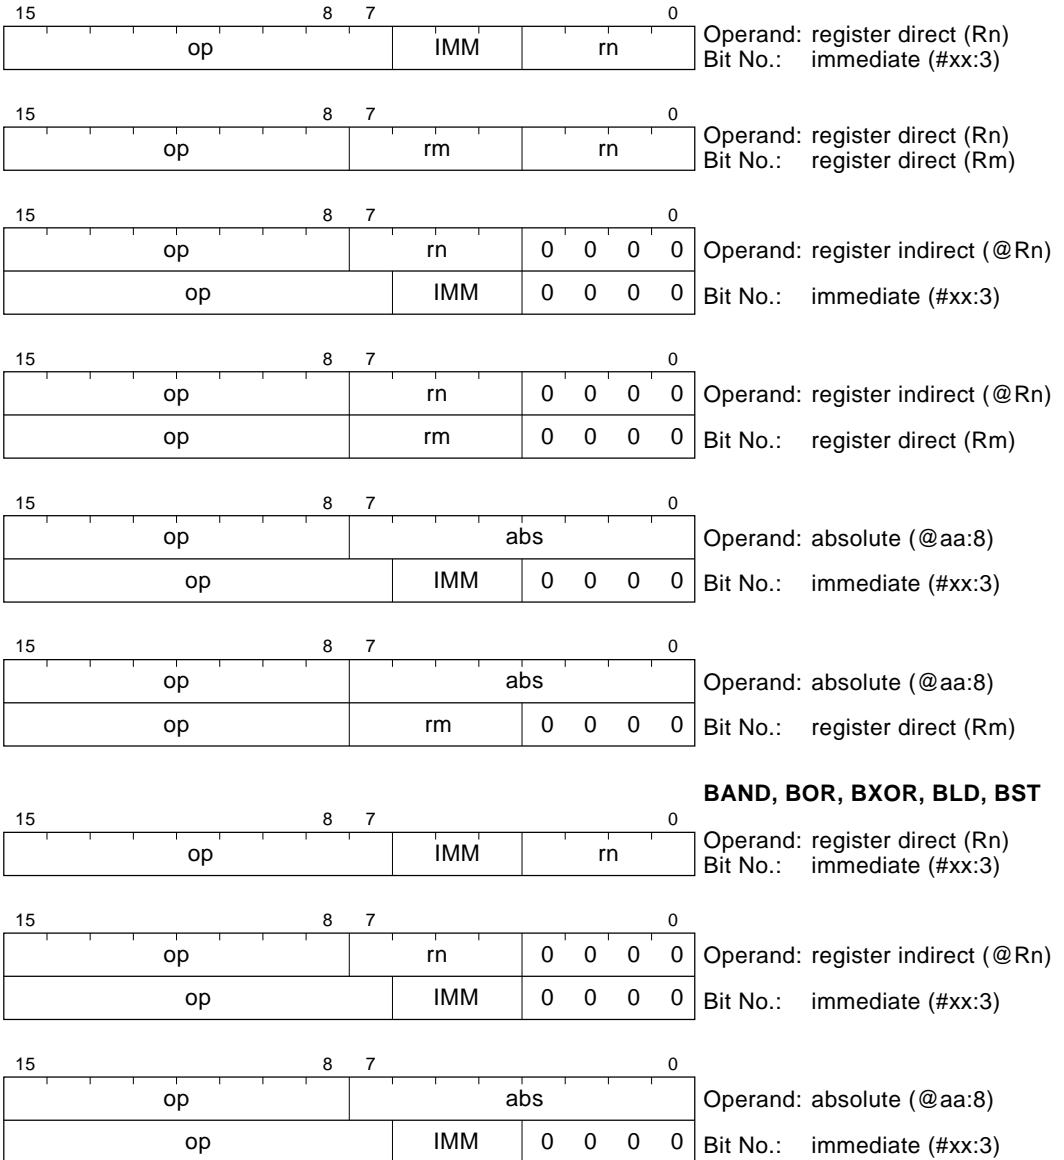 15 8 7 0
op IMM rn
Operand: register direct (Rn)
Bit No.: immediate (#xx:3)
15 8 7 0
op rm rn
Operand: register direct (Rn)
Bit No.: register direct (Rm)
15 8 7 0
op rn 0 0 0 0 Operand: register indirect (@Rn)
op IMM 0 0 0 0 Bit No.: immediate (#xx:3)
15 8 7 0
op rn 0 0 0 0 Operand: register indirect (@Rn)
op rm 0 0 0 0 Bit No.: register direct (Rm)
15 8 7 0
op abs Operand: absolute (@aa:8)
op IMM 0 0 0 0 Bit No.: immediate (#xx:3)
15 8 7 0
op abs Operand: absolute (@aa:8)
op rm 0 0 0 0 Bit No.: register direct (Rm)
BAND, BOR, BXOR, BLD, BST
15 8 7 0
op IMM rn
Operand: register direct (Rn)
Bit No.: immediate (#xx:3)
15 8 7 0
op rn 0 0 0 0 Operand: register indirect (@Rn)
op IMM 0 0 0 0 Bit No.: immediate (#xx:3)
15 8 7 0
op abs Operand: absolute (@aa:8)
op IMM 0 0 0 0 Bit No.: immediate (#xx:3)